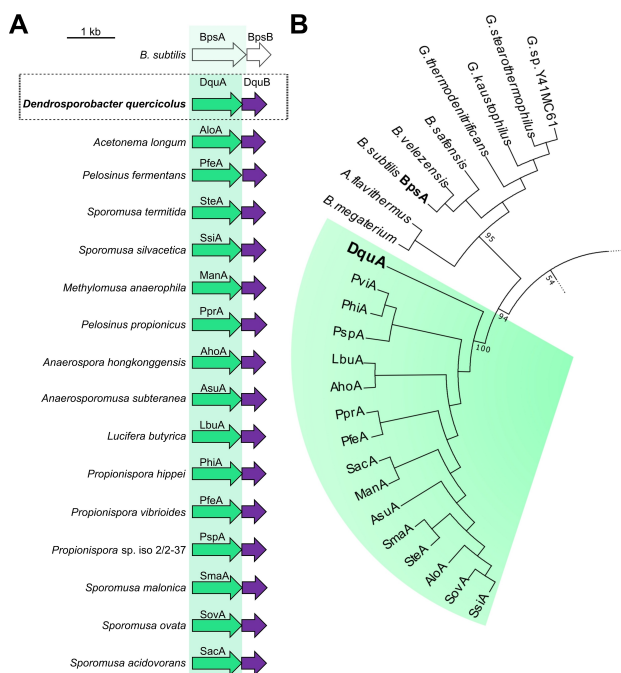 A
1 kb
BpsA BpsB
B. subtilis
DquA DquB
Dendrosporobacter quercicolus
AloA
Acetonema longum
PfeA
Pelosinus fermentans
SteA
Sporomusa termitida
SsiA
Sporomusa silvacetica
ManA
Methylomusa anaerophila
PprA
Pelosinus propionicus
AhoA
Anaerospora hongkonggensis
AsuA
Anaerosporomusa subteranea
LbuA
Lucifera butyrica
PhiA
Propionispora hippei
PfeA
Propionispora vibrioides
PspA
Propionispora sp. iso 2/2-37
SmaA
Sporomusa malonica
SovA
Sporomusa ovata
SacA
Sporomusa acidovorans
B
G. sp. Y41MC61
G. stearothermophilus
G. kaustophilus
G. thermodenitrificans
B. safensis
B. velezensis
B. subtilis BpsA
A. flavithermus
B. megaterium
DquA
PviA
PhiA
PspA
LbuA
AhoA
PprA
PfeA
SacA
ManA
AsuA
SmaA
SteA
AloA
SovA
SsiA
95
54
94
100